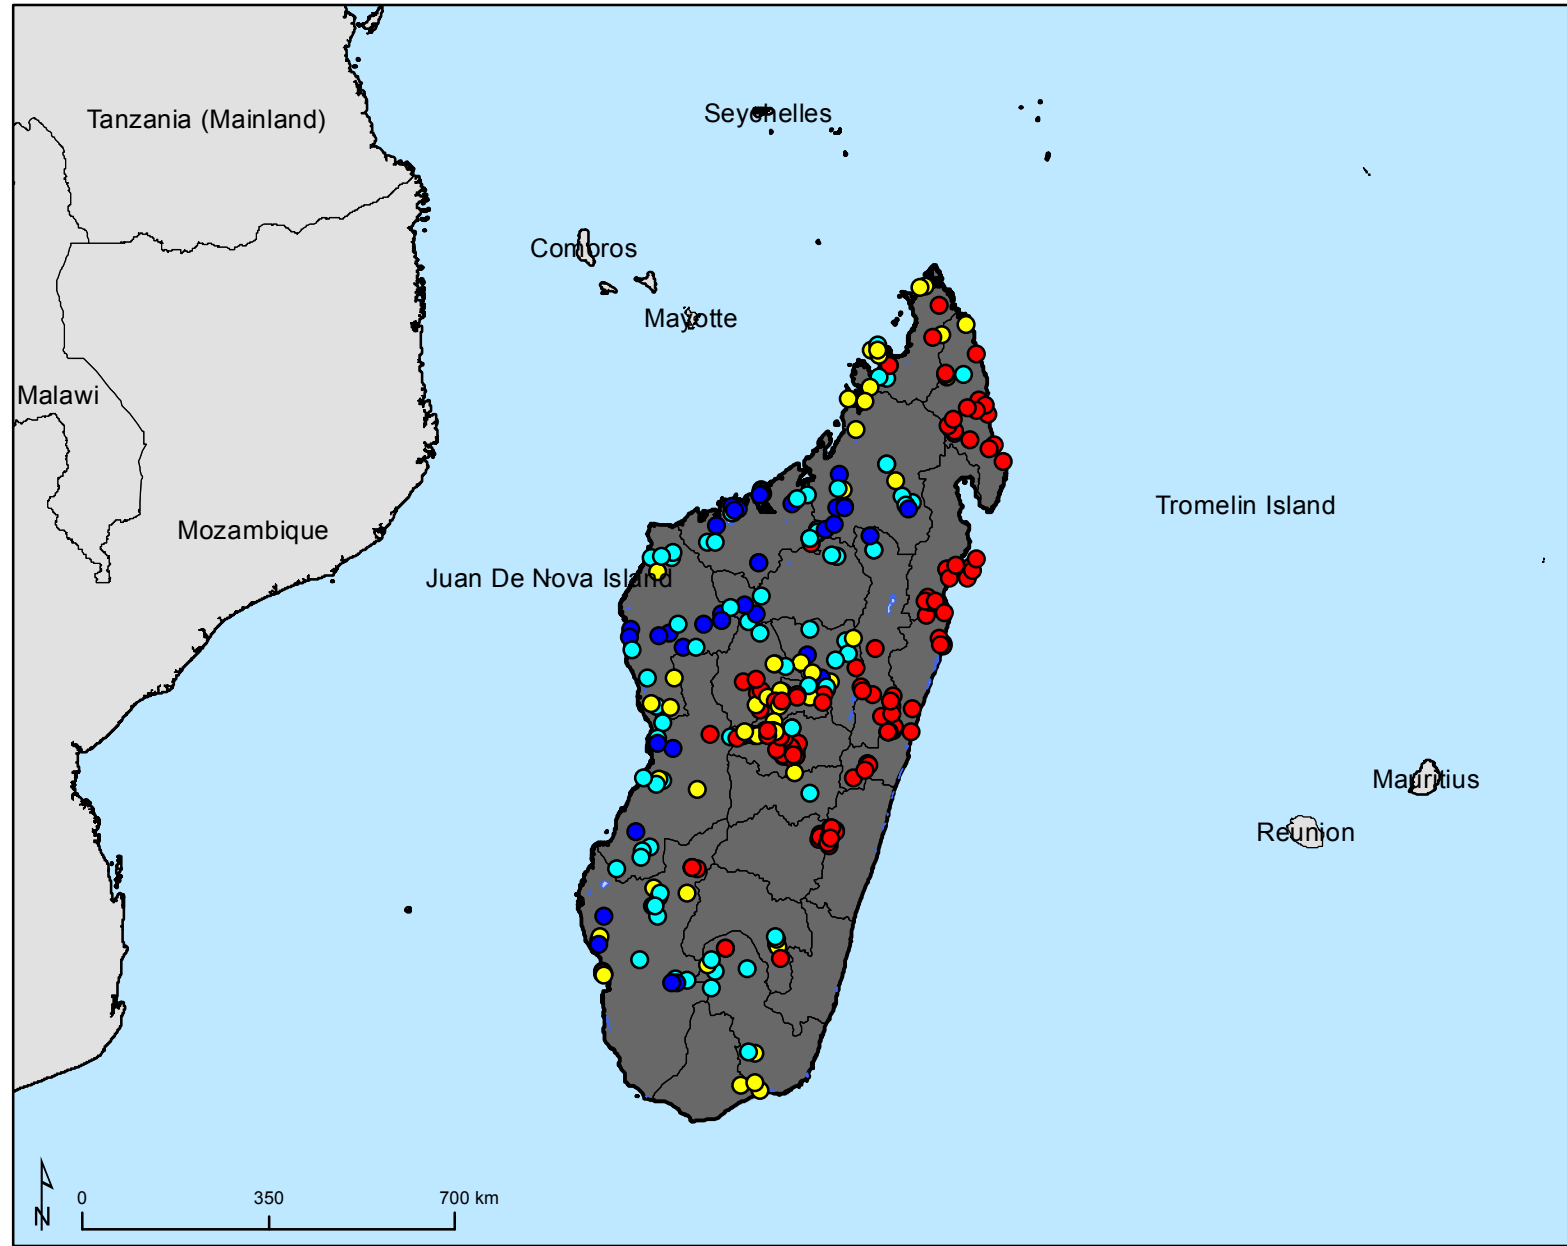 Tanzania (Mainland)
Seychelles
Comoros
Mayotte
Malawi
Mozambique
Tromelin Island
Juan De Nova Island
Mauritius
Reunion
N
0 350 700 km